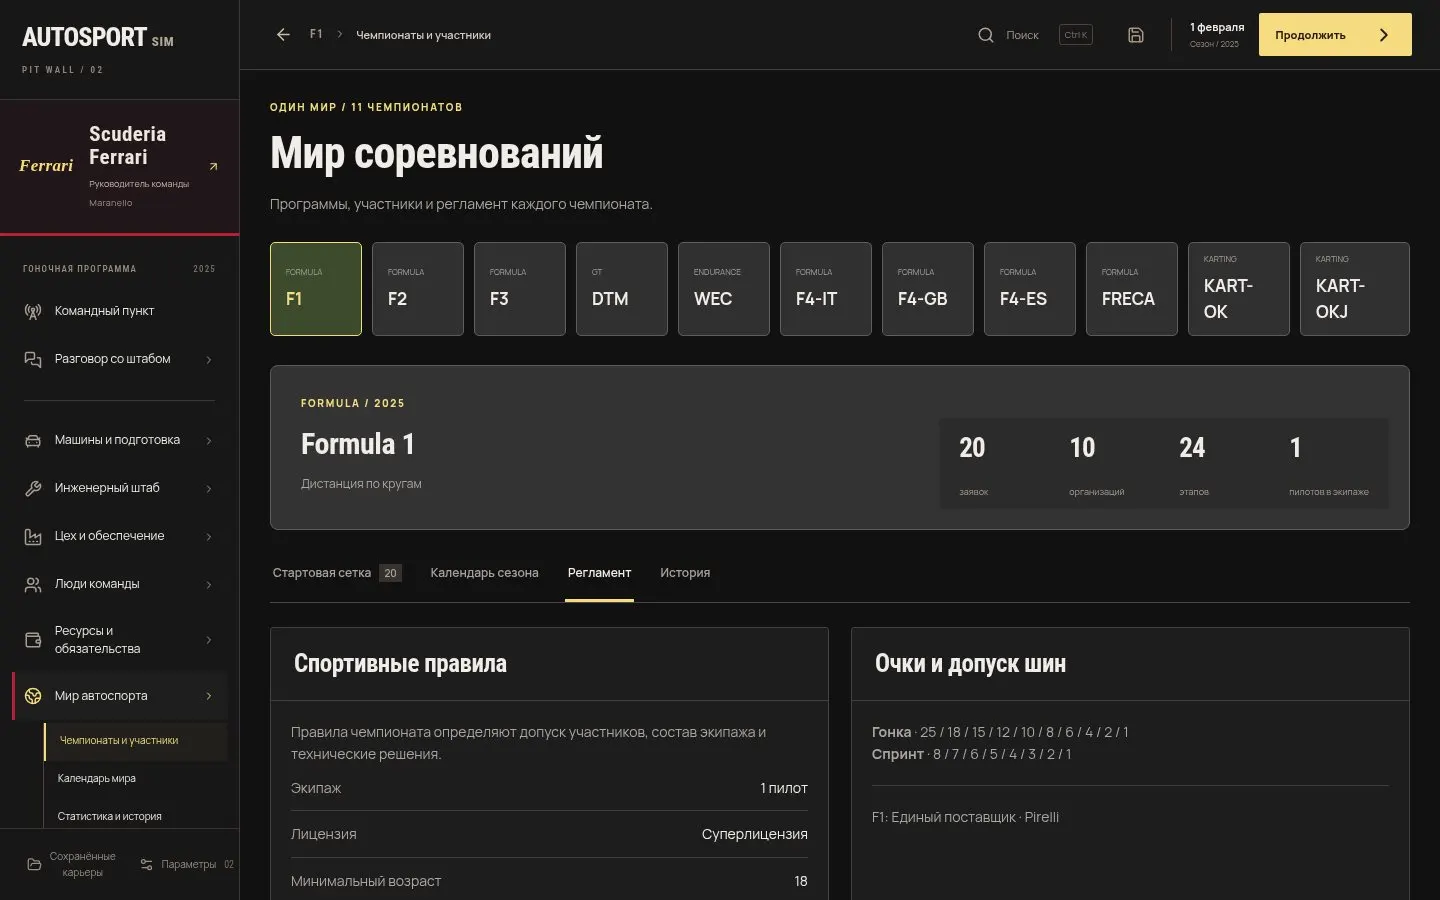 AUTOSPORT SIM
PIT WALL / 02
Ferrari
Scuderia
Ferrari
Руководитель команды
Maranello
ГОНОЧНАЯ ПРОГРАММА 2025
Командный пункт
Разговор со штабом
Машины и подготовка
Инженерный штаб
Цех и обеспечение
Люди команды
Ресурсы и
обязательства
Мир автоспорта
Чемпионаты и участники
Календарь мира
Статистика и история
Сохранённые
карьеры
Параметры 02
F1 Чемпионаты и участники
Поиск Ctrl K
1 февраля
Сезон / 2025
Продолжить
ОДИН МИР / 11 ЧЕМПИОНАТОВ
Мир соревнований
Программы, участники и регламент каждого чемпионата.
FORMULA
F1
FORMULA
F2
FORMULA
F3
GT
DTM
ENDURANCE
WEC
FORMULA
F4-IT
FORMULA
F4-GB
FORMULA
F4-ES
FORMULA
FRECA
KARTING
KART-
OK
KARTING
KART-
OKJ
FORMULA / 2025
Formula 1
Дистанция по кругам
20
заявок
10
организаций
24
этапов
1
пилотов в экипаже
Стартовая сетка 20
Календарь сезона
Регламент
История
Спортивные правила
Правила чемпионата определяют допуск участников, состав экипажа и
технические решения.
Экипаж 1 пилот
Лицензия Суперлицензия
Минимальный возраст 18
Очки и допуск шин
Гонка · 25 / 18 / 15 / 12 / 10 / 8 / 6 / 4 / 2 / 1
Спринт · 8 / 7 / 6 / 5 / 4 / 3 / 2 / 1
F1: Единый поставщик · Pirelli